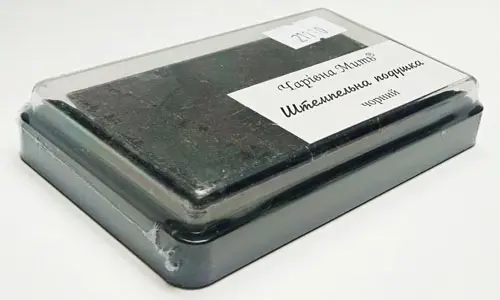 Чарівна Мить®
Штемпельна подушка
чорний